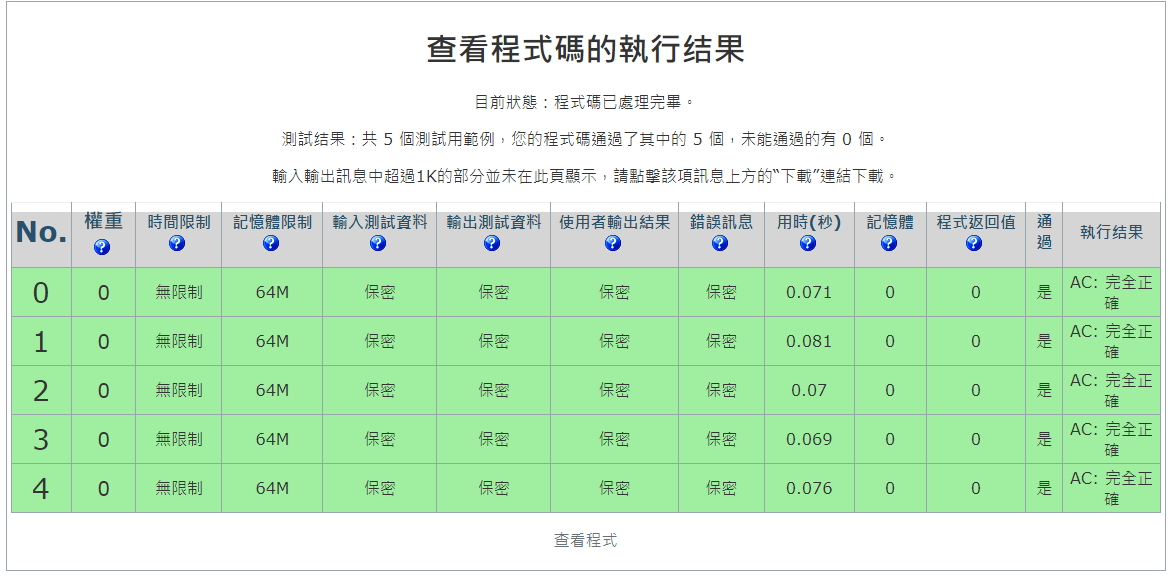 查看程式碼的執行结果
目前狀態：程式碼已處理完畢。
測試结果：共 5 個測試用範例，您的程式碼通過了其中的 5 個，未能通過的有 0 個。
輸入輸出訊息中超過1K的部分並未在此頁顯示，請點擊該項訊息上方的“下載”連結下載。
No. 權重 時間限制 記憶體限制 輸入測試資料 輸出測試資料 使用者輸出結果 錯誤訊息 用時(秒) 記憶體 程式返回值 通過 執行结果
0 0 無限制 64M 保密 保密 保密 保密 0.071 0 0 是 AC: 完全正確
1 0 無限制 64M 保密 保密 保密 保密 0.081 0 0 是 AC: 完全正確
2 0 無限制 64M 保密 保密 保密 保密 0.07 0 0 是 AC: 完全正確
3 0 無限制 64M 保密 保密 保密 保密 0.069 0 0 是 AC: 完全正確
4 0 無限制 64M 保密 保密 保密 保密 0.076 0 0 是 AC: 完全正確
查看程式